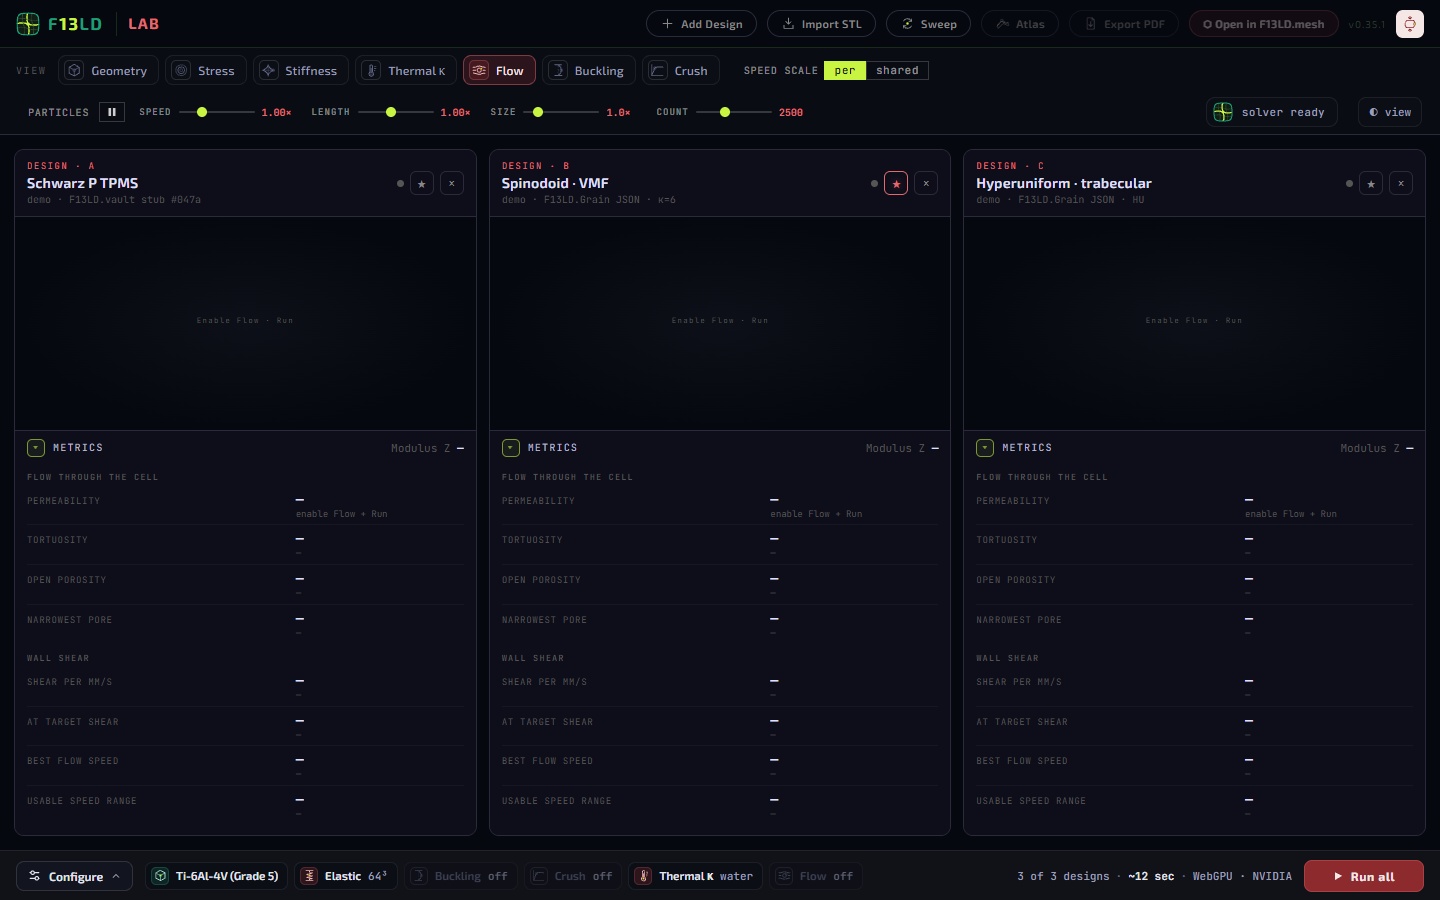 F13LD LAB
Add Design Import STL Sweep Atlas Export PDF Open in F13LD.mesh v0.35.1
VIEW Geometry Stress Stiffness Thermal κ Flow Buckling Crush SPEED SCALE per shared
PARTICLES SPEED 1.00× LENGTH 1.00× SIZE 1.0× COUNT 2500 solver ready view
DESIGN · A
Schwarz P TPMS ★ ×
demo · F13LD.vault stub #047a
Enable Flow · Run
METRICS Modulus Z —
FLOW THROUGH THE CELL
PERMEABILITY —
enable Flow + Run
TORTUOSITY —
—
OPEN POROSITY —
—
NARROWEST PORE —
—
WALL SHEAR
SHEAR PER MM/S —
—
AT TARGET SHEAR —
—
BEST FLOW SPEED —
—
USABLE SPEED RANGE —
—
DESIGN · B
Spinodoid · VMF ★ ×
demo · F13LD.Grain JSON · κ=6
Enable Flow · Run
METRICS Modulus Z —
FLOW THROUGH THE CELL
PERMEABILITY —
enable Flow + Run
TORTUOSITY —
—
OPEN POROSITY —
—
NARROWEST PORE —
—
WALL SHEAR
SHEAR PER MM/S —
—
AT TARGET SHEAR —
—
BEST FLOW SPEED —
—
USABLE SPEED RANGE —
—
DESIGN · C
Hyperuniform · trabecular ★ ×
demo · F13LD.Grain JSON · HU
Enable Flow · Run
METRICS Modulus Z —
FLOW THROUGH THE CELL
PERMEABILITY —
enable Flow + Run
TORTUOSITY —
—
OPEN POROSITY —
—
NARROWEST PORE —
—
WALL SHEAR
SHEAR PER MM/S —
—
AT TARGET SHEAR —
—
BEST FLOW SPEED —
—
USABLE SPEED RANGE —
—
Configure Ti-6Al-4V (Grade 5) Elastic 64³ Buckling off Crush off Thermal κ water Flow off 3 of 3 designs · ~12 sec · WebGPU · NVIDIA Run all